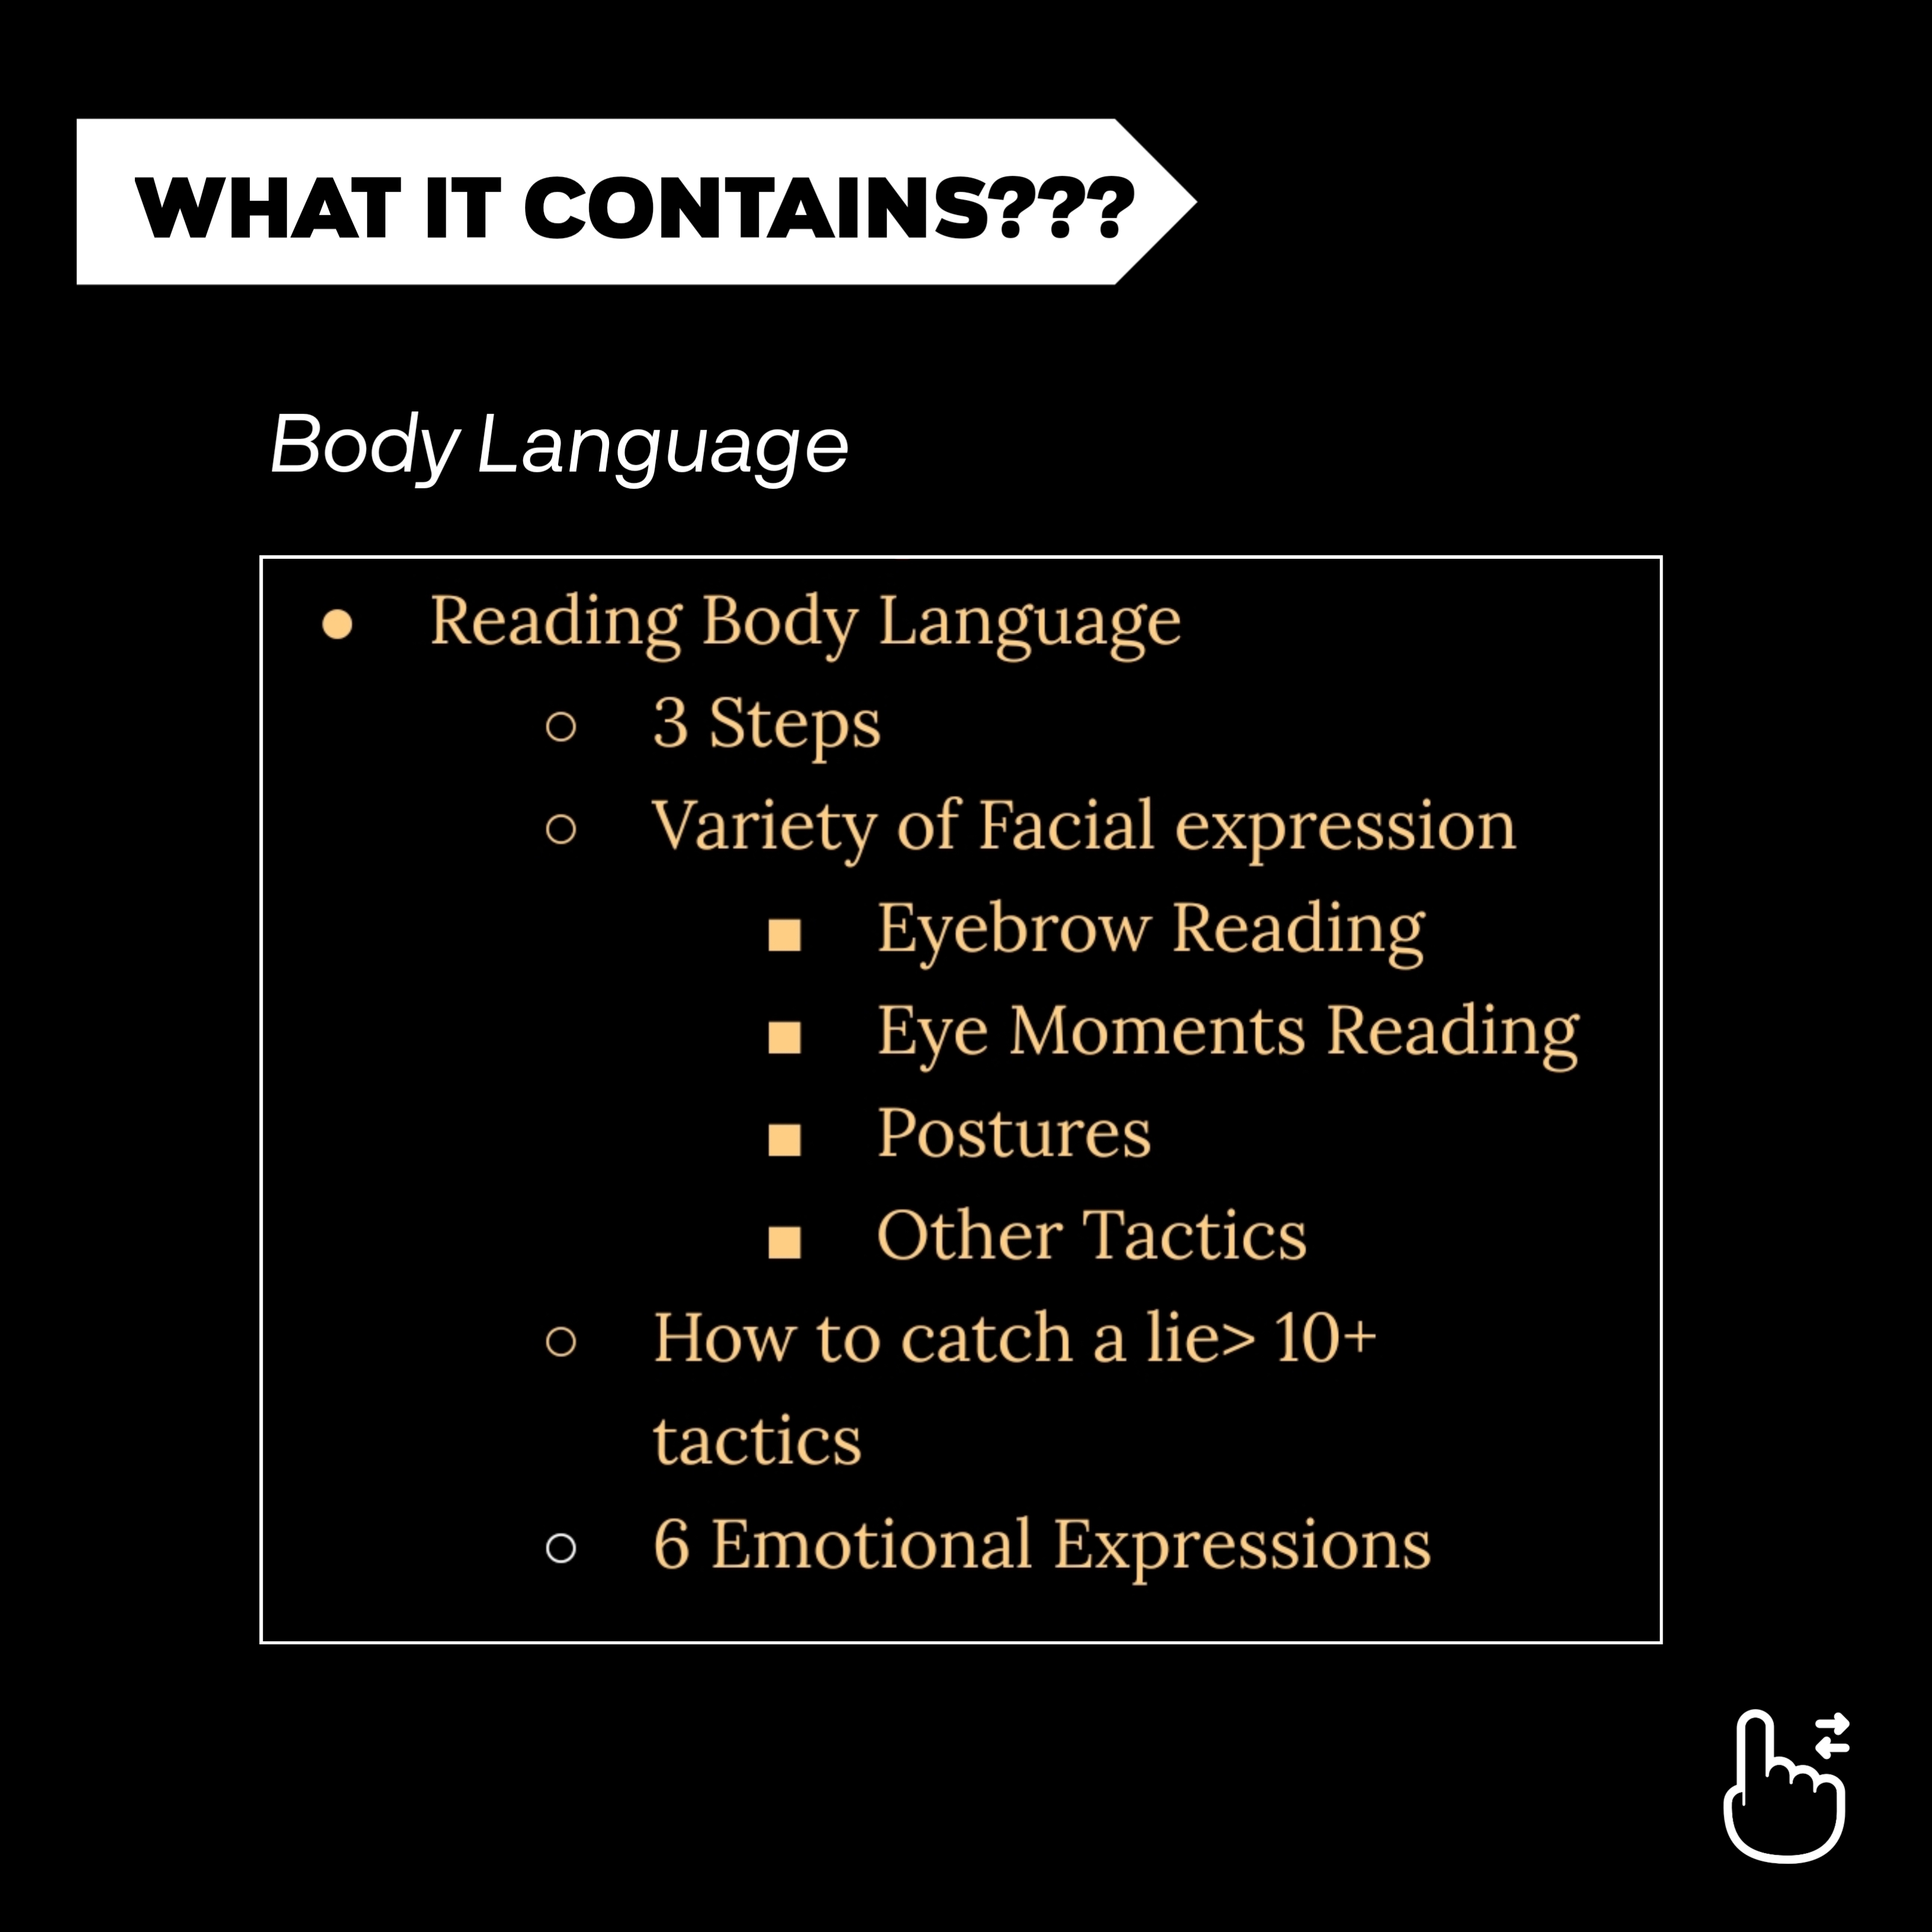 WHAT IT CONTAINS???
Body Language
● Reading Body Language
○ 3 Steps
○ Variety of Facial expression
■ Eyebrow Reading
■ Eye Moments Reading
■ Postures
■ Other Tactics
○ How to catch a lie> 10+
tactics
○ 6 Emotional Expressions